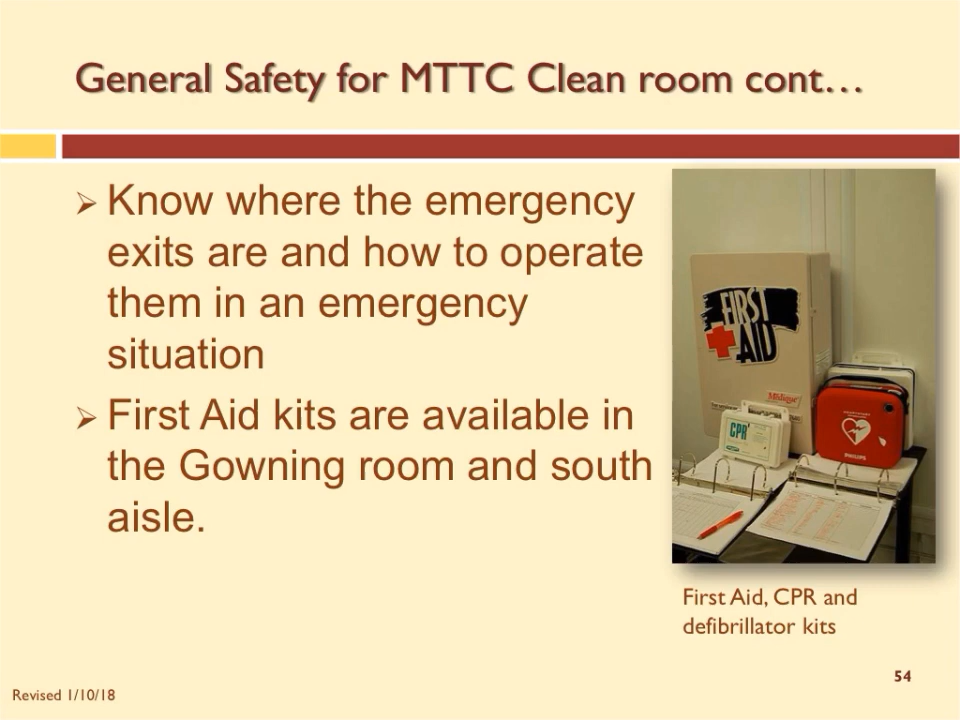 General Safety for MTTC Clean room cont…
➢ Know where the emergency
exits are and how to operate
them in an emergency
situation
➢ First Aid kits are available in
the Gowning room and south
aisle.
FIRST
AID
Medique
CPR
PHILIPS
First Aid, CPR and
defibrillator kits
54
Revised 1/10/18